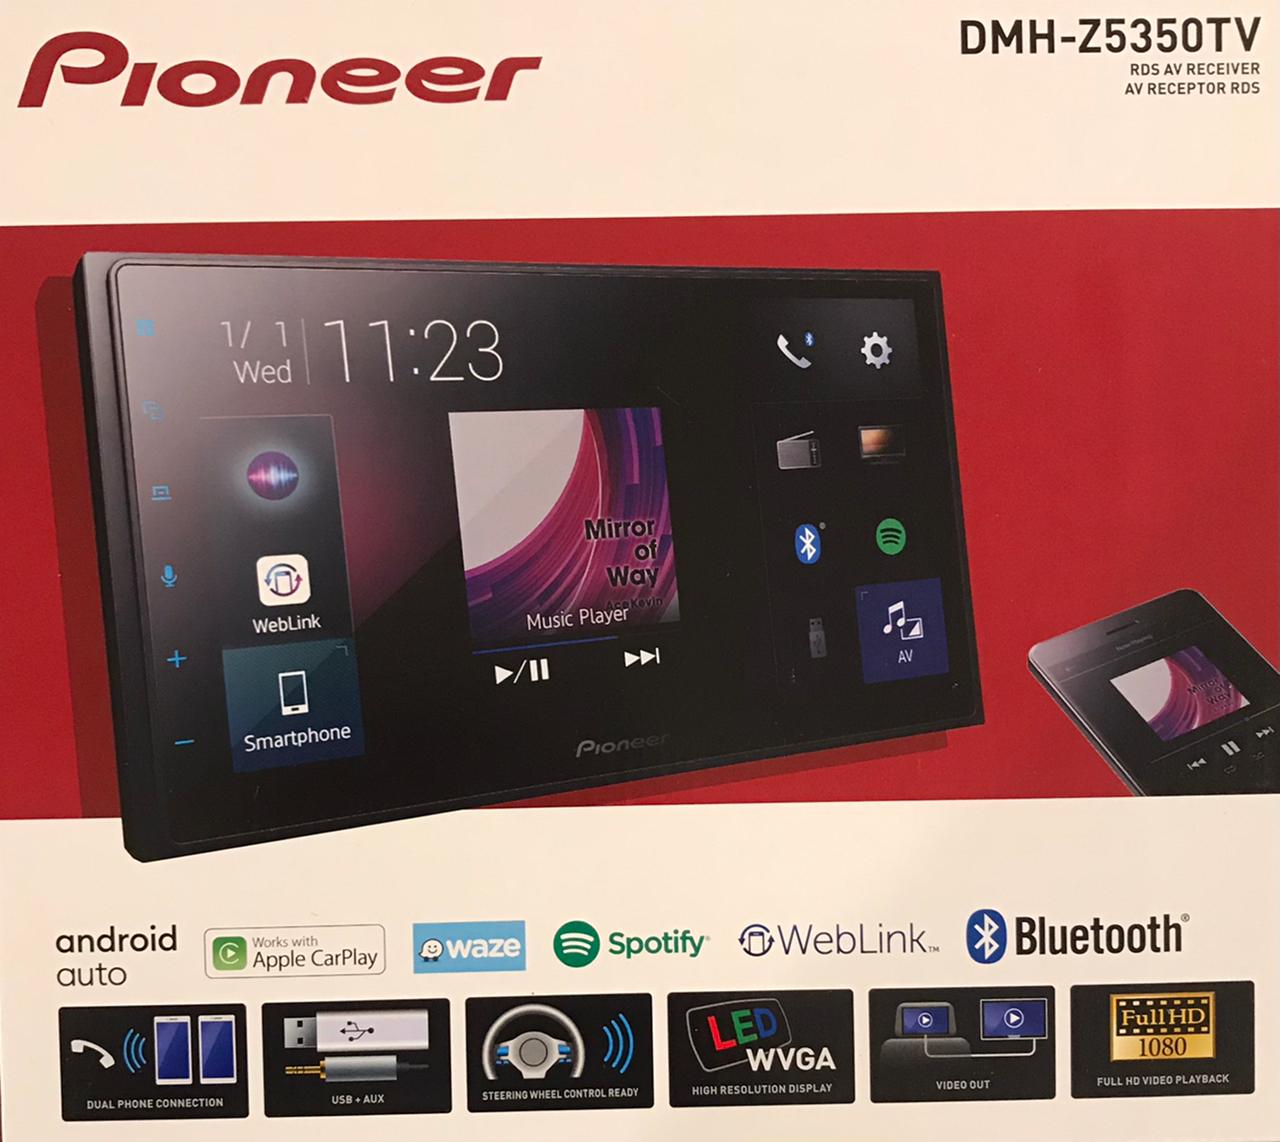 Pioneer
DMH-Z5350TV
RDS AV RECEIVER
AV RECEPTOR RDS
1/ 1
Wed
11:23
Mirror
of
Way
AceKevin
Music Player
WebLink
Smartphone
AV
Pioneer
android
auto
Works with
Apple CarPlay
waze
Spotify®
WebLink™
Bluetooth®
DUAL PHONE CONNECTION
USB + AUX
STEERING WHEEL CONTROL READY
LED
WVGA
HIGH RESOLUTION DISPLAY
VIDEO OUT
Full HD
1080
FULL HD VIDEO PLAYBACK